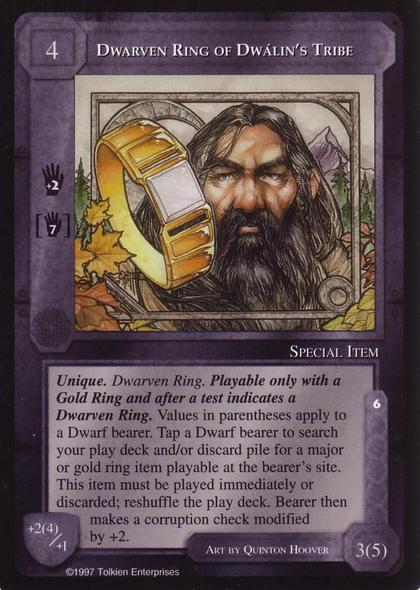 4
DWARVEN RING OF DWÁLIN'S TRIBE
+2
[7]
SPECIAL ITEM
Unique. Dwarven Ring. Playable only with a
Gold Ring and after a test indicates a
Dwarven Ring. Values in parentheses apply to
a Dwarf bearer. Tap a Dwarf bearer to search
your play deck and/or discard pile for a major
or gold ring item playable at the bearer's site.
This item must be played immediately or
discarded; reshuffle the play deck. Bearer then
makes a corruption check modified
by +2.
6
+2(4)/+1
ART BY QUINTON HOOVER
3(5)
©1997 Tolkien Enterprises